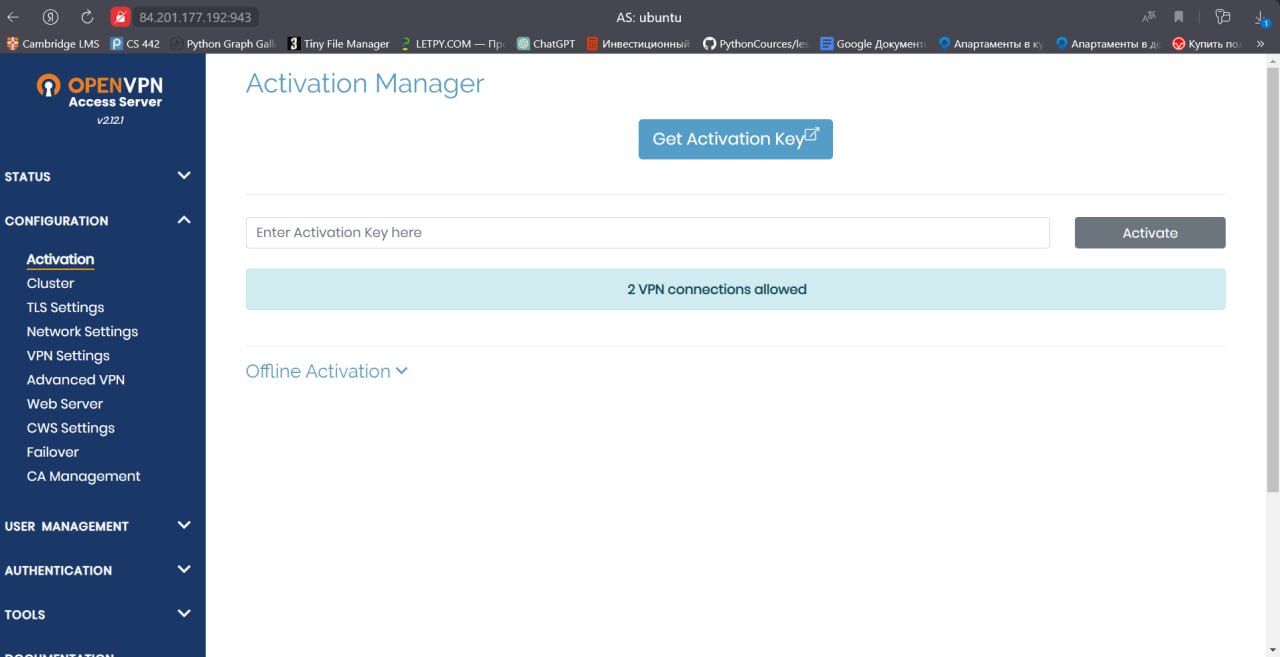 84.201.177.192:943
AS: ubuntu
1
Cambridge LMS
CS 442
Python Graph Gall
Tiny File Manager
LETPY.COM — Пр
ChatGPT
Инвестиционный
PythonCources/les
Google Документ
Апартаменты в к
Апартаменты в д
Купить по
»
OPENVPN
Access Server
v2.12.1
STATUS
CONFIGURATION
Activation
Cluster
TLS Settings
Network Settings
VPN Settings
Advanced VPN
Web Server
CWS Settings
Failover
CA Management
USER MANAGEMENT
AUTHENTICATION
TOOLS
DOCUMENTATION
Activation Manager
Get Activation Key
Enter Activation Key here
Activate
2 VPN connections allowed
Offline Activation